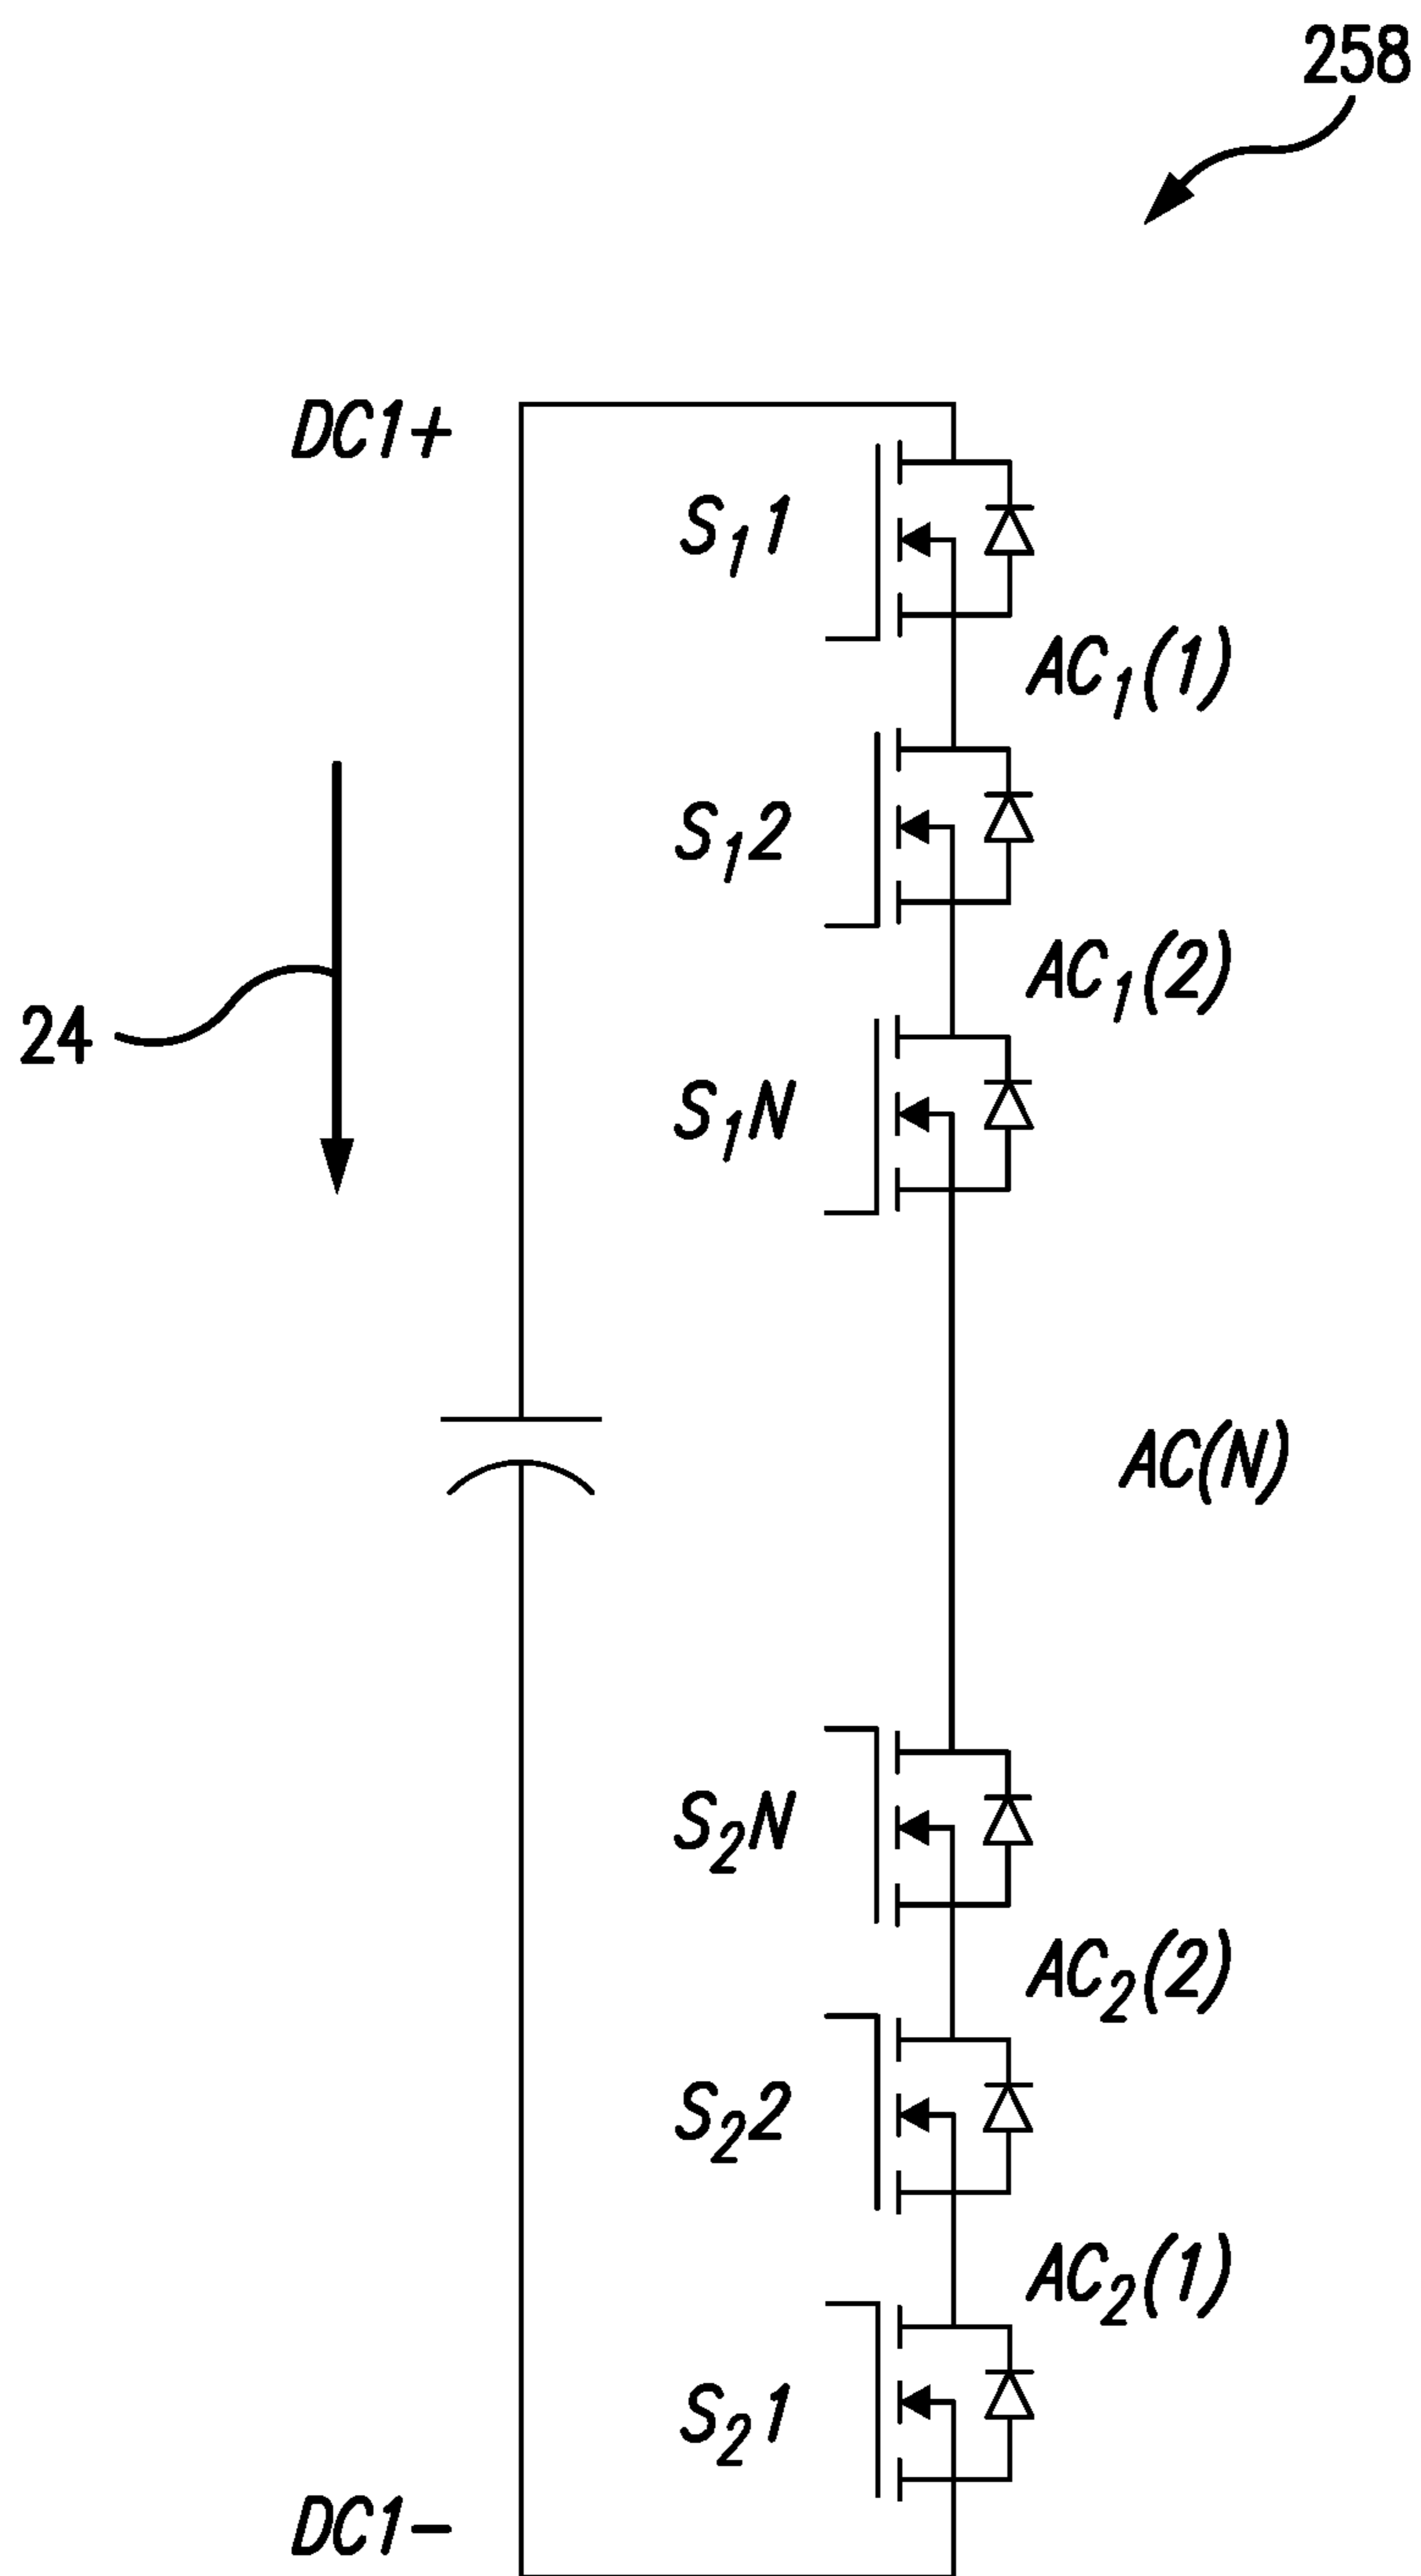 258
DC1+
S₁1
AC₁(1)
S₁2
AC₁(2)
24
S₁N
AC(N)
S₂N
AC₂(2)
S₂2
AC₂(1)
S₂1
DC1-